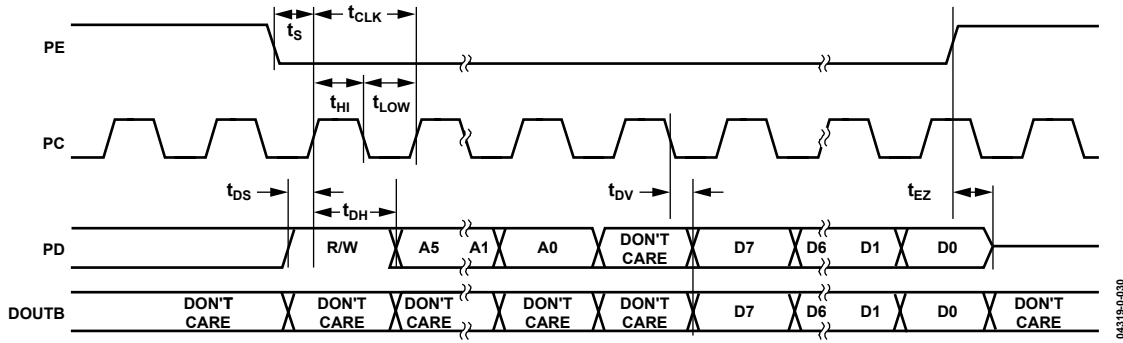 tS
tCLK
PE
tHI
tLOW
PC
tDS
tDH
tDV
tEZ
PD
R/W
A5
A1
A0
DON'T
CARE
D7
D6
D1
D0
DOUTB
DON'T
CARE
DON'T
CARE
DON'T
CARE
DON'T
CARE
DON'T
CARE
D7
D6
D1
D0
DON'T
CARE
04319-0-030